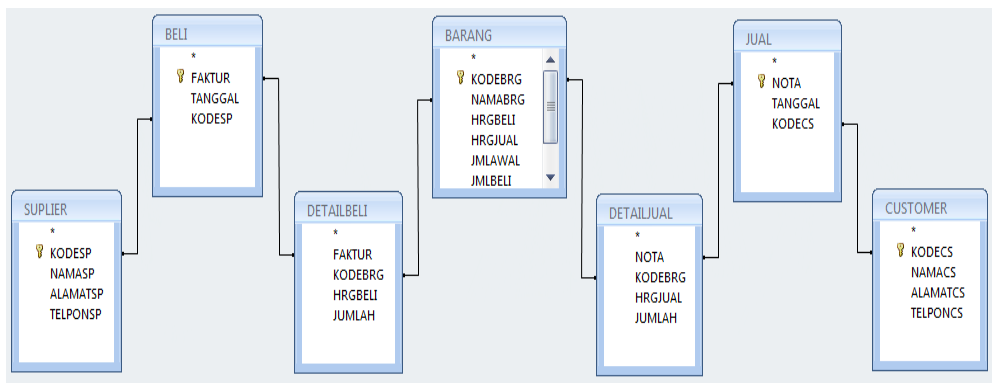 BELI
*
FAKTUR
TANGGAL
KODESP
BARANG
*
KODEBRG
NAMABRG
HRGBELI
HRGJUAL
JMLAWAL
JMLBELI
JUAL
*
NOTA
TANGGAL
KODECS
SUPLIER
*
KODESP
NAMASP
ALAMATSP
TELPONSP
DETAILBELI
*
FAKTUR
KODEBRG
HRGBELI
JUMLAH
DETAILJUAL
*
NOTA
KODEBRG
HRGJUAL
JUMLAH
CUSTOMER
*
KODECS
NAMACS
ALAMATCS
TELPONCS